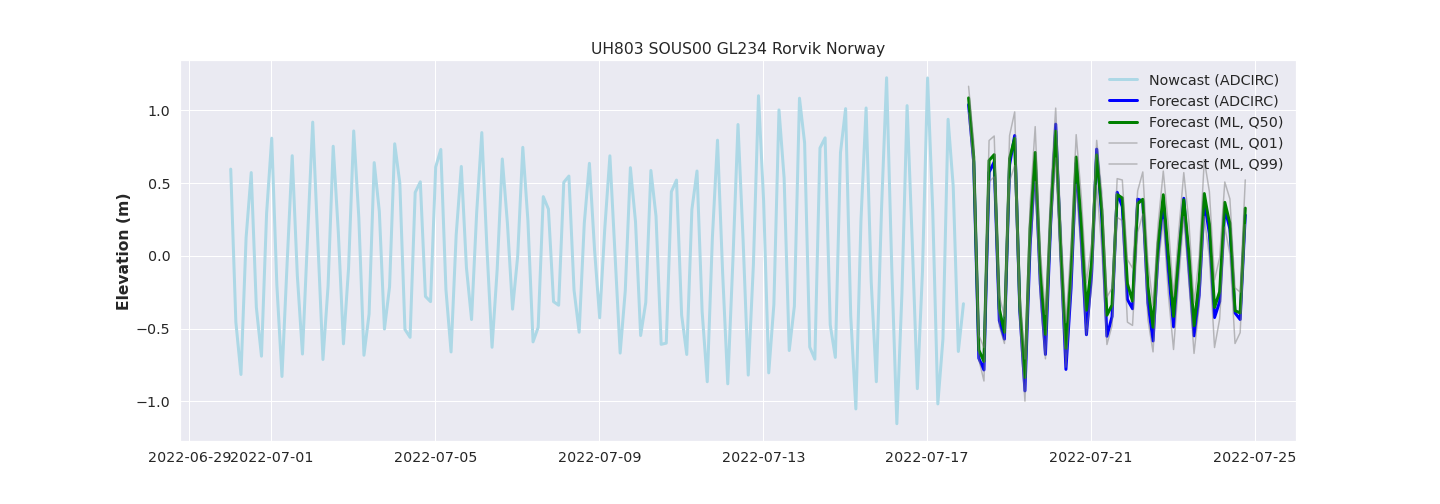 UH803 SOUS00 GL234 Rorvik Norway
Nowcast (ADCIRC)
Forecast (ADCIRC)
Forecast (ML, Q50)
Forecast (ML, Q01)
Forecast (ML, Q99)
Elevation (m)
1.0
0.5
0.0
−0.5
−1.0
2022-06-29 2022-07-01 2022-07-05 2022-07-09 2022-07-13 2022-07-17 2022-07-21 2022-07-25